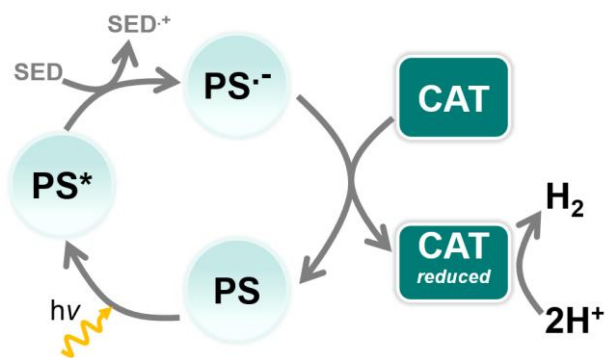 SED·+
SED
PS·-
CAT
PS*
H₂
CAT
reduced
PS
hν
2H⁺